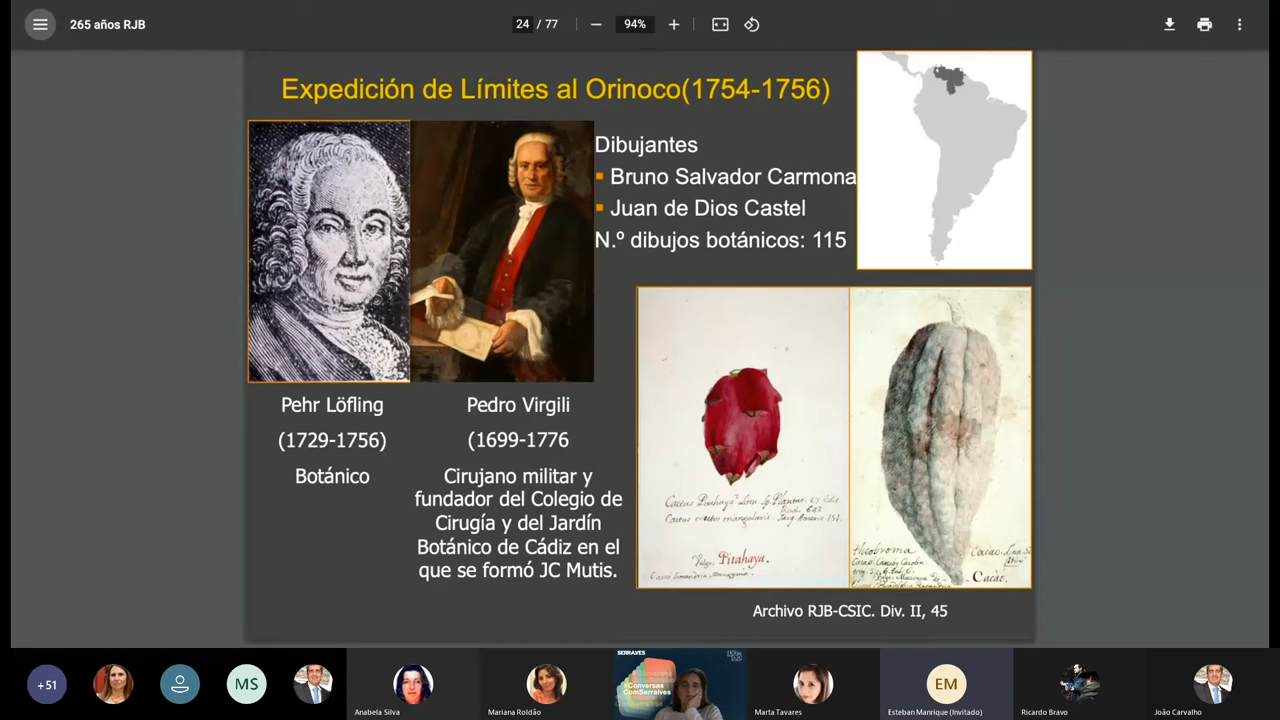 265 años RJB
24 / 77
94%
Expedición de Límites al Orinoco(1754-1756)
Dibujantes
Bruno Salvador Carmona
Juan de Dios Castel
N.º dibujos botánicos: 115
Pehr Löfling
(1729-1756)
Botánico
Pedro Virgili
(1699-1776
Cirujano militar y
fundador del Colegio de
Cirugía y del Jardín
Botánico de Cádiz en el
que se formó JC Mutis.
Pitahaya.
theobroma
Cacao.
Archivo RJB-CSIC. Div. II, 45
+51
MS
Anabela Silva
Mariana Roldão
SERRALVES
#Conversas
ComSerralves
Marta Tavares
EM
Esteban Manrique (Invitado)
Ricardo Bravo
João Carvalho